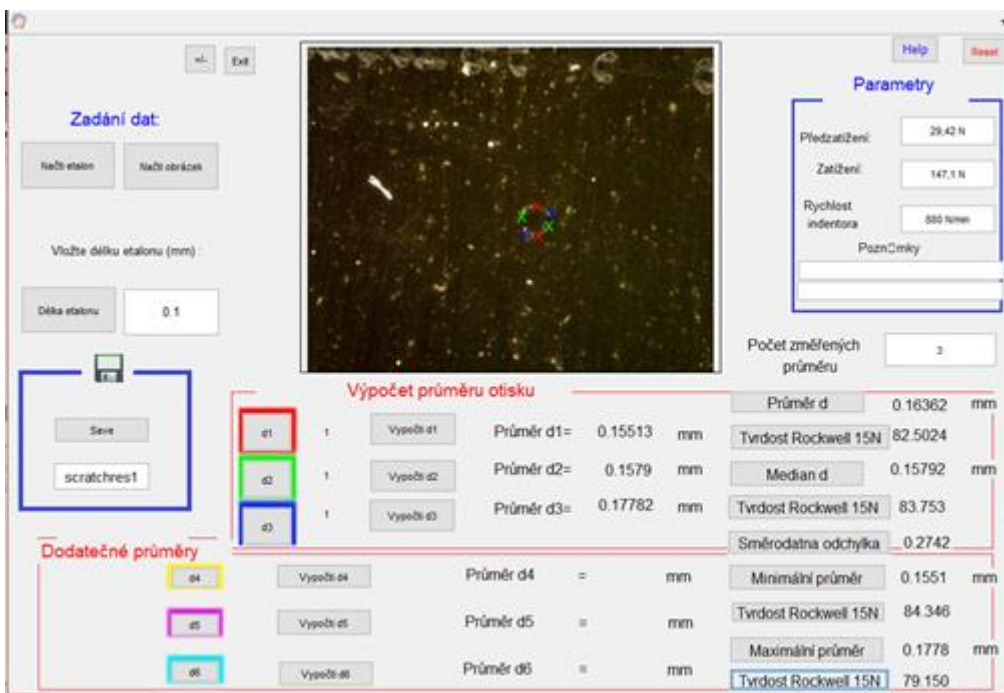 +/-
Exit
Help
Reset
Zadání dat:
Načti etalon
Načti obrázek
Vložte délku etalonu (mm) :
Délka etalonu
0.1
Save
scratchres1
Parametry
Předzatížení:
29,42 N
Zatížení:
147,1 N
Rychlost
indentora
880 N/min
Pozn□mky
Počet změřených
průměru
3
Výpočet průměru otisku
d1
1
Vypočti d1
Průměr d1= 0.15513 mm
d2
1
Vypočti d2
Průměr d2= 0.1579 mm
d3
1
Vypočti d3
Průměr d3= 0.17782 mm
Průměr d 0.16362 mm
Tvrdost Rockwell 15N 82.5024
Median d 0.15792 mm
Tvrdost Rockwell 15N 83.753
Směrodatna odchylka 0.2742
Dodatečné průměry
d4
Vypočti d4
Průměr d4 = mm
d5
Vypočti d5
Průměr d5 = mm
d6
Vypočti d6
Průměr d6 = mm
Minimální průměr 0.1551 mm
Tvrdost Rockwell 15N 84.346
Maximální průměr 0.1778 mm
Tvrdost Rockwell 15N 79.150